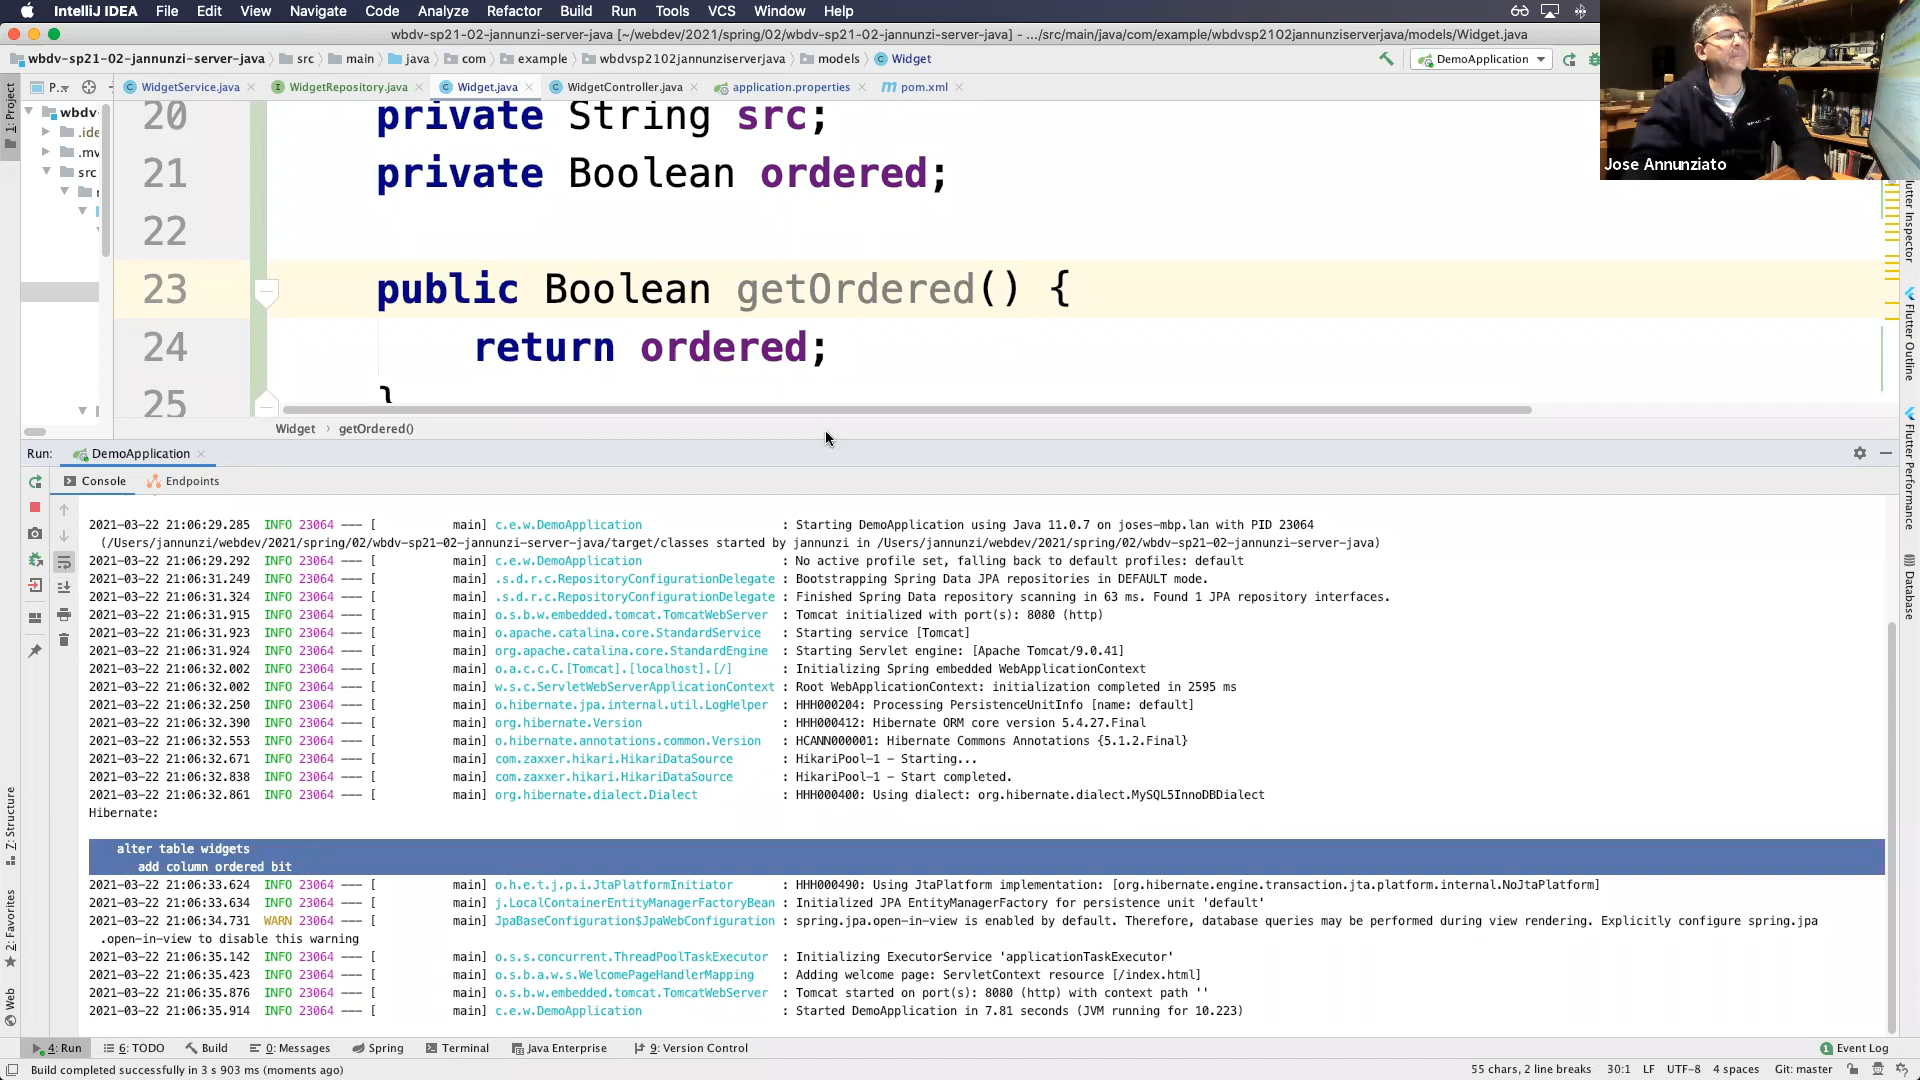 IntelliJ IDEA File Edit View Navigate Code Analyze Refactor Build Run Tools VCS Window Help
wbdv-sp21-02-jannunzi-server-java [~/webdev/2021/spring/02/wbdv-sp21-02-jannunzi-server-java] - .../src/main/java/com/example/wbdvsp2102jannunziserverjava/models/Widget.java
wbdv-sp21-02-jannunzi-server-java src main java com example wbdvsp2102jannunziserverjava models Widget DemoApplication
1: Project
P... WidgetService.java WidgetRepository.java Widget.java WidgetController.java application.properties pom.xml
wbdv-
.ide
.mv
src
20 private String src;
21 private Boolean ordered;
22
23 public Boolean getOrdered() {
24 return ordered;
25 }
Jose Annunziato
Flutter Outline
Flutter Performance
Database
Widget › getOrdered()
Run: DemoApplication
Console Endpoints
2021-03-22 21:06:29.285 INFO 23064 --- [ main] c.e.w.DemoApplication : Starting DemoApplication using Java 11.0.7 on joses-mbp.lan with PID 23064
(/Users/jannunzi/webdev/2021/spring/02/wbdv-sp21-02-jannunzi-server-java/target/classes started by jannunzi in /Users/jannunzi/webdev/2021/spring/02/wbdv-sp21-02-jannunzi-server-java)
2021-03-22 21:06:29.292 INFO 23064 --- [ main] c.e.w.DemoApplication : No active profile set, falling back to default profiles: default
2021-03-22 21:06:31.249 INFO 23064 --- [ main] .s.d.r.c.RepositoryConfigurationDelegate : Bootstrapping Spring Data JPA repositories in DEFAULT mode.
2021-03-22 21:06:31.324 INFO 23064 --- [ main] .s.d.r.c.RepositoryConfigurationDelegate : Finished Spring Data repository scanning in 63 ms. Found 1 JPA repository interfaces.
2021-03-22 21:06:31.915 INFO 23064 --- [ main] o.s.b.w.embedded.tomcat.TomcatWebServer : Tomcat initialized with port(s): 8080 (http)
2021-03-22 21:06:31.923 INFO 23064 --- [ main] o.apache.catalina.core.StandardService : Starting service [Tomcat]
2021-03-22 21:06:31.924 INFO 23064 --- [ main] org.apache.catalina.core.StandardEngine : Starting Servlet engine: [Apache Tomcat/9.0.41]
2021-03-22 21:06:32.002 INFO 23064 --- [ main] o.a.c.c.C.[Tomcat].[localhost].[/] : Initializing Spring embedded WebApplicationContext
2021-03-22 21:06:32.002 INFO 23064 --- [ main] w.s.c.ServletWebServerApplicationContext : Root WebApplicationContext: initialization completed in 2595 ms
2021-03-22 21:06:32.250 INFO 23064 --- [ main] o.hibernate.jpa.internal.util.LogHelper : HHH000204: Processing PersistenceUnitInfo [name: default]
2021-03-22 21:06:32.390 INFO 23064 --- [ main] org.hibernate.Version : HHH000412: Hibernate ORM core version 5.4.27.Final
2021-03-22 21:06:32.553 INFO 23064 --- [ main] o.hibernate.annotations.common.Version : HCANN000001: Hibernate Commons Annotations {5.1.2.Final}
2021-03-22 21:06:32.671 INFO 23064 --- [ main] com.zaxxer.hikari.HikariDataSource : HikariPool-1 - Starting...
2021-03-22 21:06:32.838 INFO 23064 --- [ main] com.zaxxer.hikari.HikariDataSource : HikariPool-1 - Start completed.
2021-03-22 21:06:32.861 INFO 23064 --- [ main] org.hibernate.dialect.Dialect : HHH000400: Using dialect: org.hibernate.dialect.MySQL5InnoDBDialect
Hibernate:
alter table widgets
add column ordered bit
2021-03-22 21:06:33.624 INFO 23064 --- [ main] o.h.e.t.j.p.i.JtaPlatformInitiator : HHH000490: Using JtaPlatform implementation: [org.hibernate.engine.transaction.jta.platform.internal.NoJtaPlatform]
2021-03-22 21:06:33.634 INFO 23064 --- [ main] j.LocalContainerEntityManagerFactoryBean : Initialized JPA EntityManagerFactory for persistence unit 'default'
2021-03-22 21:06:34.731 WARN 23064 --- [ main] JpaBaseConfiguration$JpaWebConfiguration : spring.jpa.open-in-view is enabled by default. Therefore, database queries may be performed during view rendering. Explicitly configure spring.jpa
.open-in-view to disable this warning
2021-03-22 21:06:35.142 INFO 23064 --- [ main] o.s.s.concurrent.ThreadPoolTaskExecutor : Initializing ExecutorService 'applicationTaskExecutor'
2021-03-22 21:06:35.423 INFO 23064 --- [ main] o.s.b.a.w.s.WelcomePageHandlerMapping : Adding welcome page: ServletContext resource [/index.html]
2021-03-22 21:06:35.876 INFO 23064 --- [ main] o.s.b.w.embedded.tomcat.TomcatWebServer : Tomcat started on port(s): 8080 (http) with context path ''
2021-03-22 21:06:35.914 INFO 23064 --- [ main] c.e.w.DemoApplication : Started DemoApplication in 7.81 seconds (JVM running for 10.223)
Z: Structure
2: Favorites
Web
4: Run 6: TODO Build 0: Messages Spring Terminal Java Enterprise 9: Version Control 1 Event Log
Build completed successfully in 3 s 903 ms (moments ago) 55 chars, 2 line breaks 30:1 LF UTF-8 4 spaces Git: master